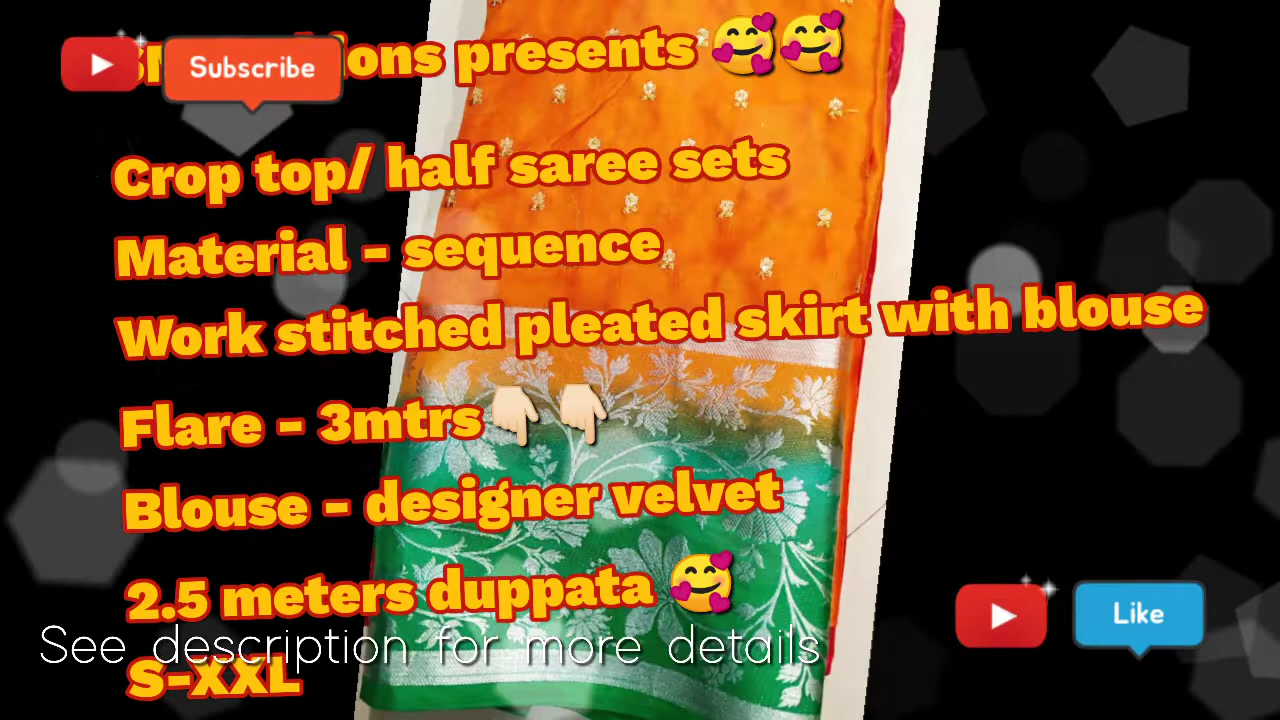 Subscribe
presents 🥰🥰
Crop top/ half saree sets
Material - sequence
Work stitched pleated skirt with blouse
Flare - 3mtrs👇🏻👇🏻
Blouse - designer velvet
2.5 meters duppata 🥰
Like
See description for more details
S-XXL